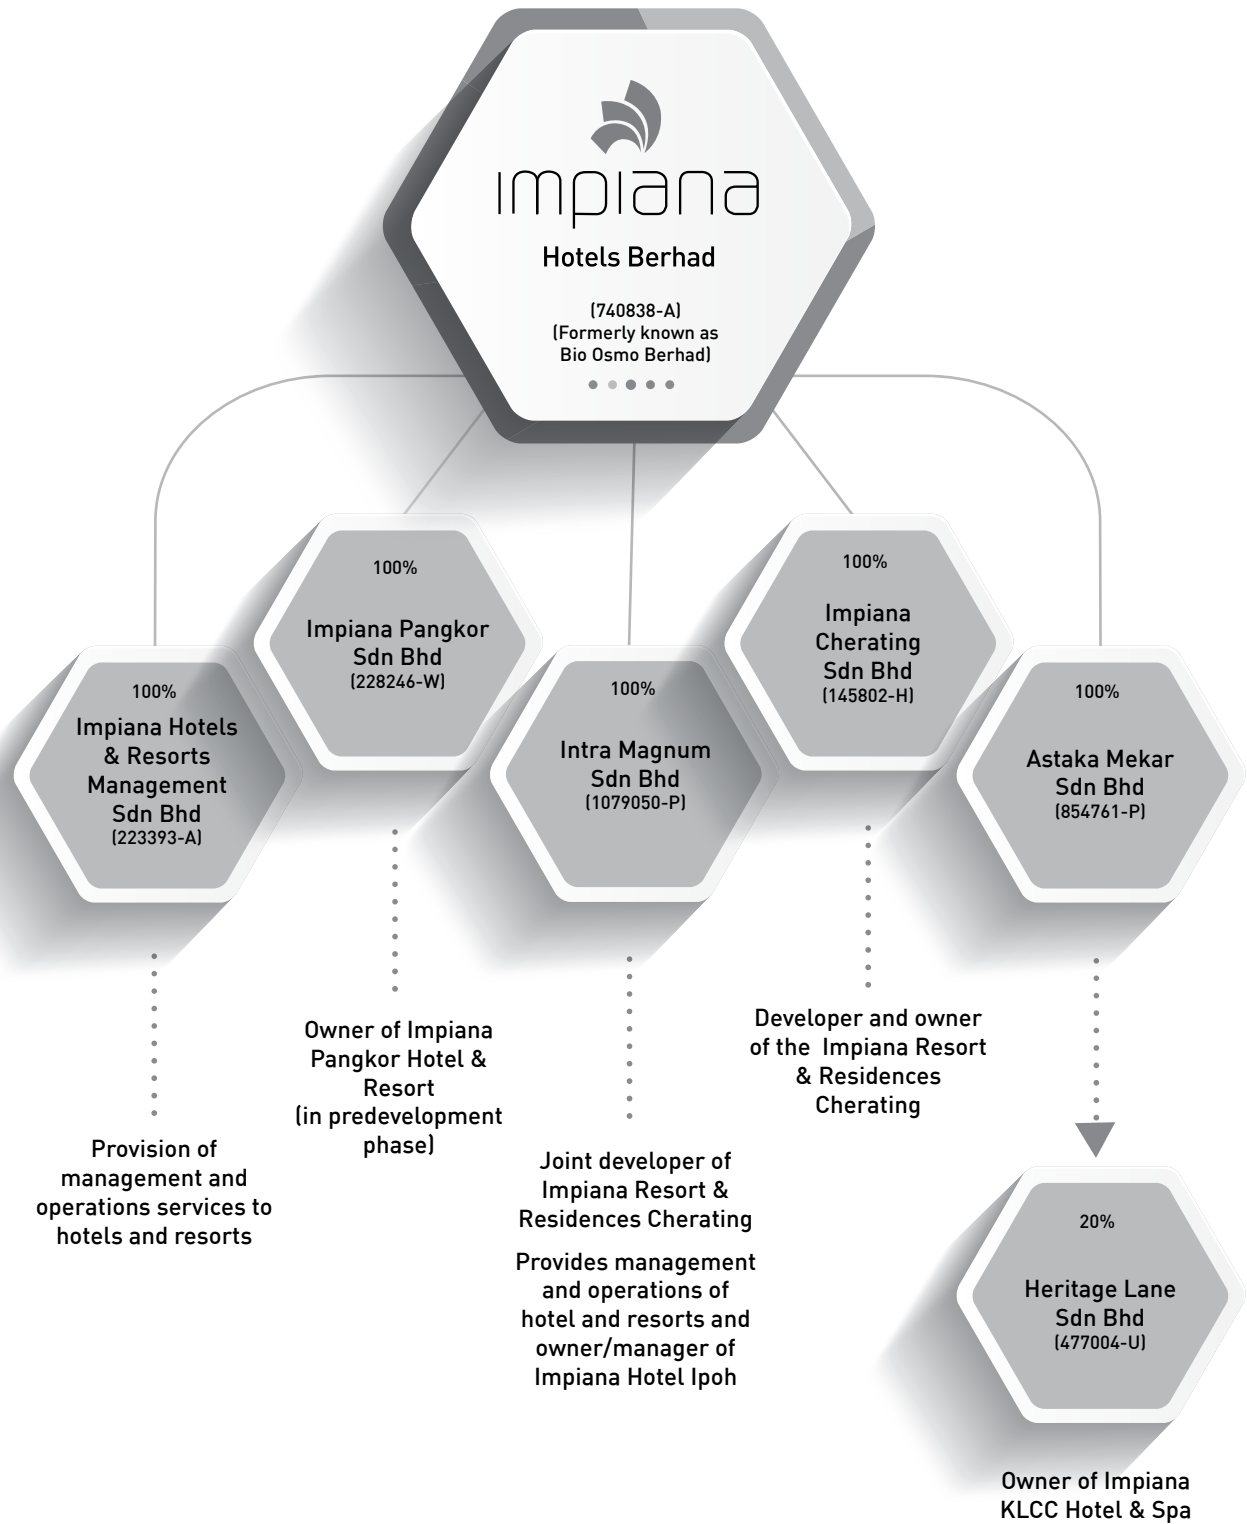 impiana
Hotels Berhad
(740838-A)
(Formerly known as
Bio Osmo Berhad)
100%
Impiana Hotels
& Resorts
Management
Sdn Bhd
(223393-A)
Provision of
management and
operations services to
hotels and resorts
100%
Impiana Pangkor
Sdn Bhd
(228246-W)
Owner of Impiana
Pangkor Hotel &
Resort
(in predevelopment
phase)
100%
Intra Magnum
Sdn Bhd
(1079050-P)
Joint developer of
Impiana Resort &
Residences Cherating
Provides management
and operations of
hotel and resorts and
owner/manager of
Impiana Hotel Ipoh
100%
Impiana
Cherating
Sdn Bhd
(145802-H)
Developer and owner
of the Impiana Resort
& Residences
Cherating
100%
Astaka Mekar
Sdn Bhd
(854761-P)
20%
Heritage Lane
Sdn Bhd
(477004-U)
Owner of Impiana
KLCC Hotel & Spa